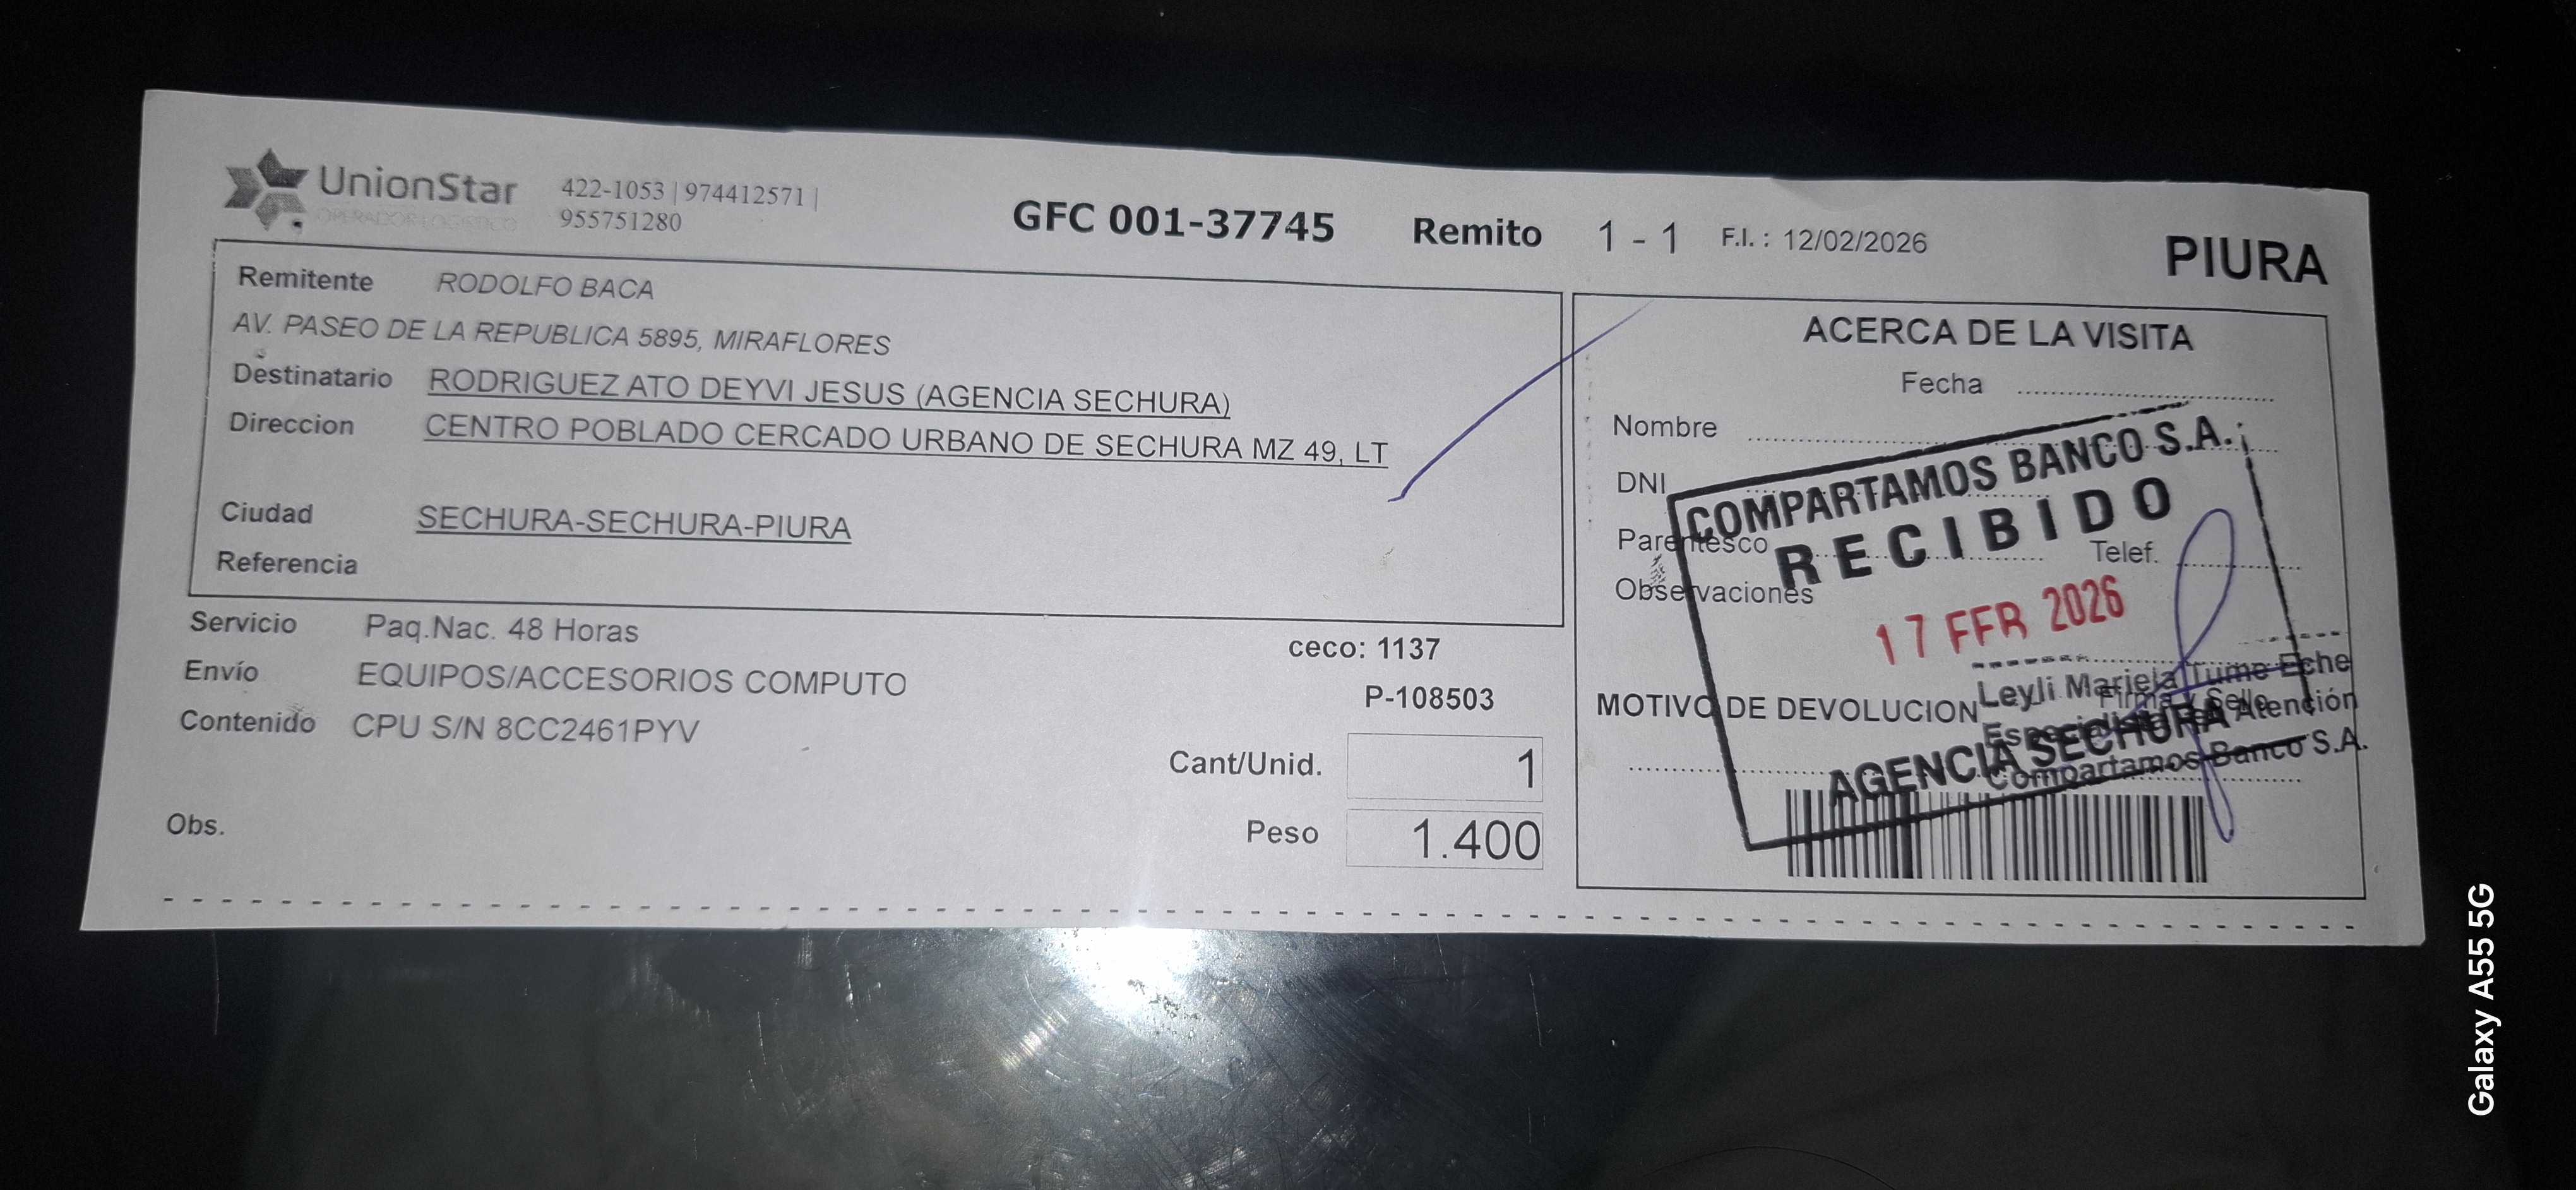 UnionStar
OPERADOR LOGISTICO
422-1053 | 974412571 |
955751280
GFC 001-37745
Remito 1 - 1
F.I. : 12/02/2026
PIURA
Remitente RODOLFO BACA
AV. PASEO DE LA REPUBLICA 5895, MIRAFLORES
Destinatario RODRIGUEZ ATO DEYVI JESUS (AGENCIA SECHURA)
Direccion CENTRO POBLADO CERCADO URBANO DE SECHURA MZ 49, LT
Ciudad SECHURA-SECHURA-PIURA
Referencia
Servicio Paq.Nac. 48 Horas
Envío EQUIPOS/ACCESORIOS COMPUTO
Contenido CPU S/N 8CC2461PYV
Obs.
ceco: 1137
P-108503
Cant/Unid. 1
Peso 1.400
ACERCA DE LA VISITA
Fecha
Nombre
DNI
Parentesco
Telef.
Observaciones
Firma y Sello
MOTIVO DE DEVOLUCION
COMPARTAMOS BANCO S.A.
RECIBIDO
17 FEB 2026
AGENCIA SECHURA
Leyli Mariela Tume Eche
Atención
Compartamos Banco S.A.
Galaxy A55 5G